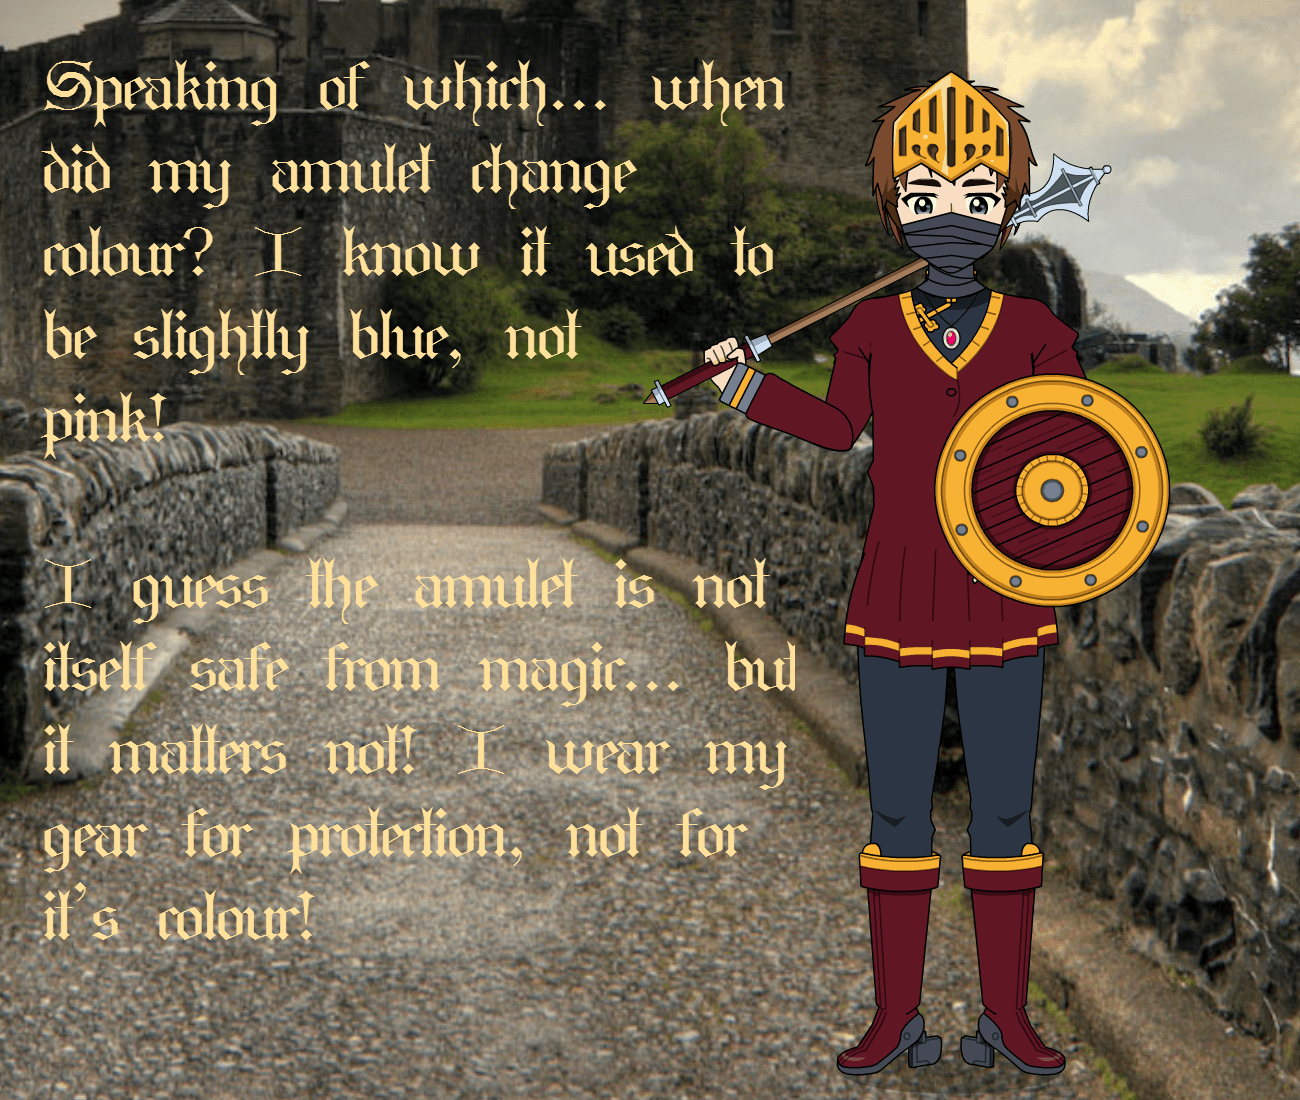 Speaking of which... when
did my amulet change
colour? I know it used to
be slightly blue, not
pink!
I guess the amulet is not
itself safe from magic... but
it matters not! I wear my
gear for protection, not for
it's colour!